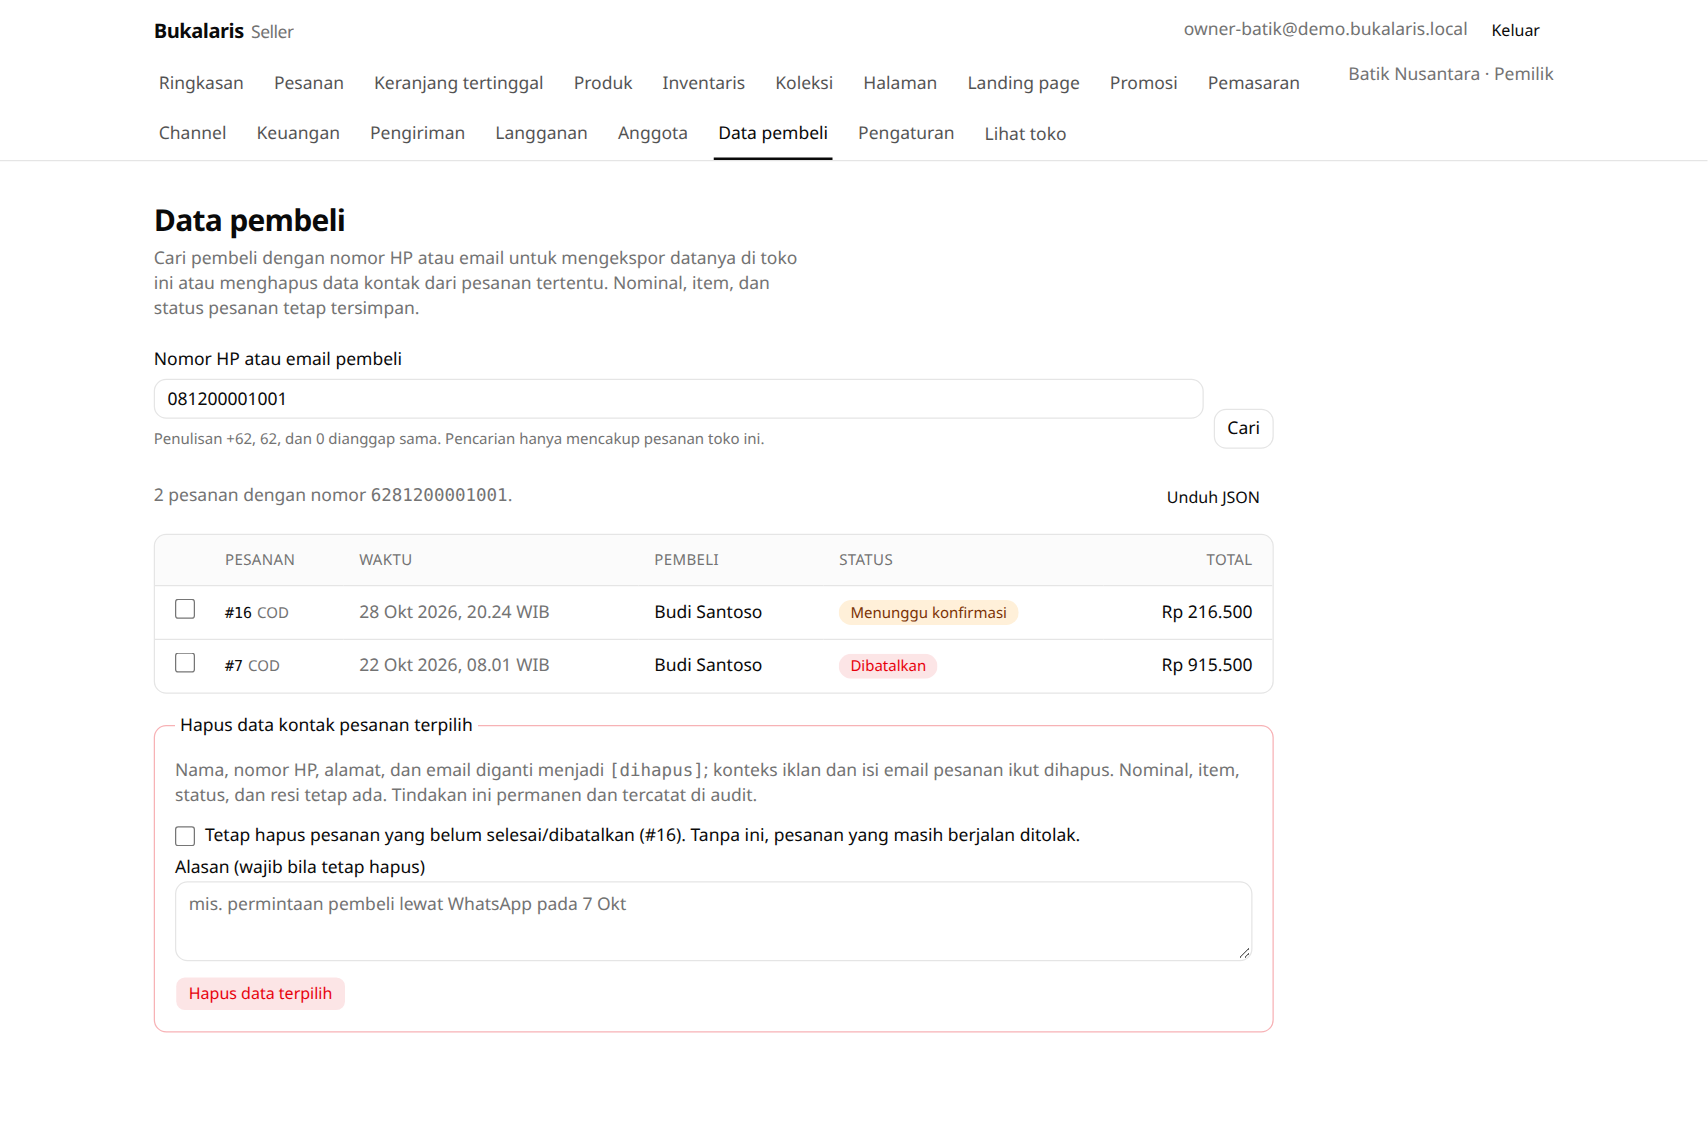 Bukalaris Seller
owner-batik@demo.bukalaris.local Keluar
Ringkasan Pesanan Keranjang tertinggal Produk Inventaris Koleksi Halaman Landing page Promosi Pemasaran
Batik Nusantara · Pemilik
Channel Keuangan Pengiriman Langganan Anggota Data pembeli Pengaturan Lihat toko
Data pembeli
Cari pembeli dengan nomor HP atau email untuk mengekspor datanya di toko
ini atau menghapus data kontak dari pesanan tertentu. Nominal, item, dan
status pesanan tetap tersimpan.
Nomor HP atau email pembeli
081200001001
Cari
Penulisan +62, 62, dan 0 dianggap sama. Pencarian hanya mencakup pesanan toko ini.
2 pesanan dengan nomor 6281200001001.
Unduh JSON
PESANAN WAKTU PEMBELI STATUS TOTAL
#16 COD 28 Okt 2026, 20.24 WIB Budi Santoso Menunggu konfirmasi Rp 216.500
#7 COD 22 Okt 2026, 08.01 WIB Budi Santoso Dibatalkan Rp 915.500
Hapus data kontak pesanan terpilih
Nama, nomor HP, alamat, dan email diganti menjadi [dihapus]; konteks iklan dan isi email pesanan ikut dihapus. Nominal, item,
status, dan resi tetap ada. Tindakan ini permanen dan tercatat di audit.
Tetap hapus pesanan yang belum selesai/dibatalkan (#16). Tanpa ini, pesanan yang masih berjalan ditolak.
Alasan (wajib bila tetap hapus)
mis. permintaan pembeli lewat WhatsApp pada 7 Okt
Hapus data terpilih